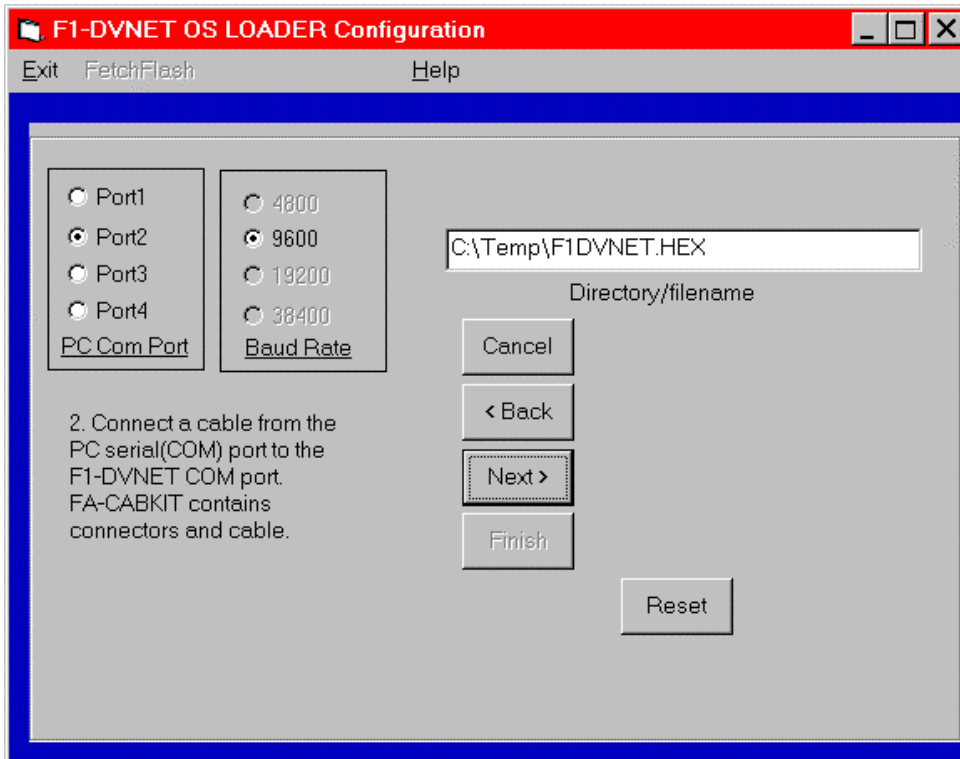 F1-DVNET OS LOADER Configuration
Exit FetchFlash Help
Port1
Port2
Port3
Port4
PC Com Port
4800
9600
19200
38400
Baud Rate
C:\Temp\F1DVNET.HEX
Directory/filename
Cancel
< Back
Next >
Finish
Reset
2. Connect a cable from the
PC serial(COM) port to the
F1-DVNET COM port.
FA-CABKIT contains
connectors and cable.